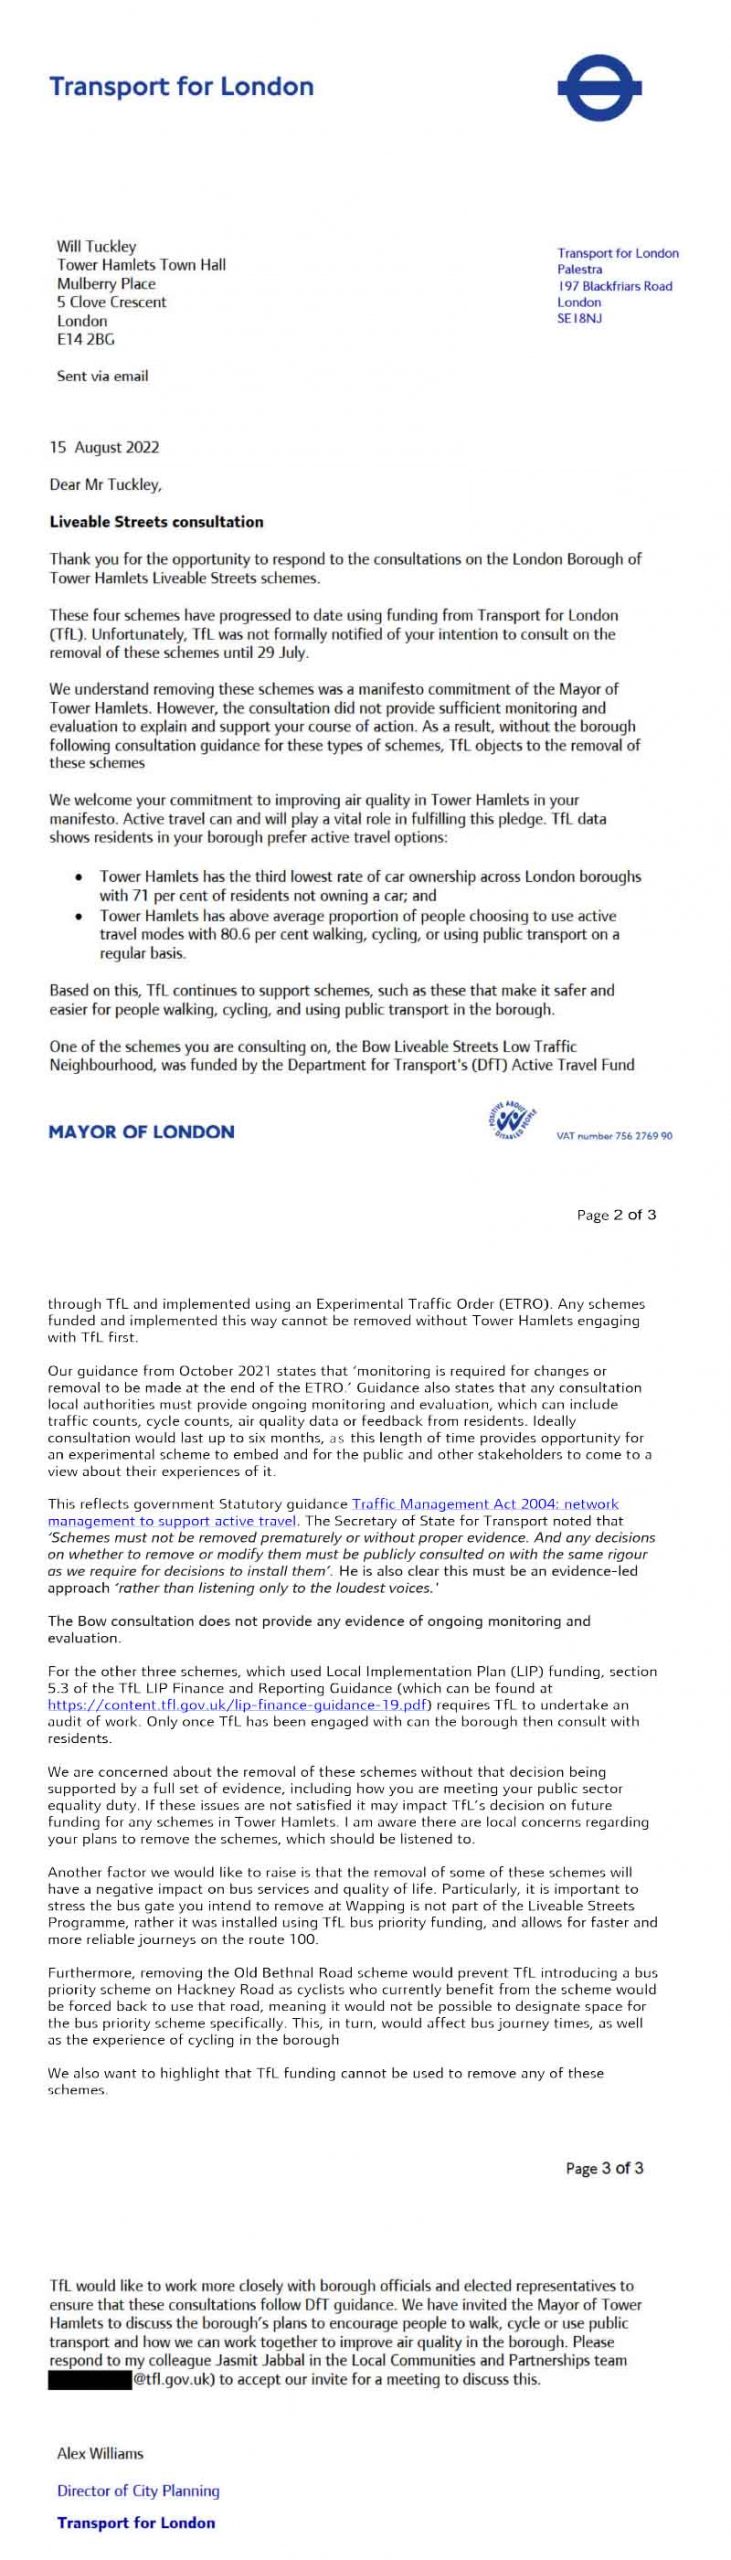 Transport for London
Will Tuckley
Tower Hamlets Town Hall
Mulberry Place
5 Clove Crescent
London
E14 2BG
Sent via email
Transport for London
Palestra
197 Blackfriars Road
London
SE18NJ
15 August 2022
Dear Mr Tuckley,
Liveable Streets consultation
Thank you for the opportunity to respond to the consultations on the London Borough of
Tower Hamlets Liveable Streets schemes.
These four schemes have progressed to date using funding from Transport for London
(TfL). Unfortunately, TfL was not formally notified of your intention to consult on the
removal of these schemes until 29 July.
We understand removing these schemes was a manifesto commitment of the Mayor of
Tower Hamlets. However, the consultation did not provide sufficient monitoring and
evaluation to explain and support your course of action. As a result, without the borough
following consultation guidance for these types of schemes, TfL objects to the removal of
these schemes
We welcome your commitment to improving air quality in Tower Hamlets in your
manifesto. Active travel can and will play a vital role in fulfilling this pledge. TfL data
shows residents in your borough prefer active travel options:
• Tower Hamlets has the third lowest rate of car ownership across London boroughs
with 71 per cent of residents not owning a car; and
• Tower Hamlets has above average proportion of people choosing to use active
travel modes with 80.6 per cent walking, cycling, or using public transport on a
regular basis.
Based on this, TfL continues to support schemes, such as these that make it safer and
easier for people walking, cycling, and using public transport in the borough.
One of the schemes you are consulting on, the Bow Liveable Streets Low Traffic
Neighbourhood, was funded by the Department for Transport's (DfT) Active Travel Fund
MAYOR OF LONDON
POSITIVE ABOUT DISABLED PEOPLE
VAT number 756 2769 90
Page 2 of 3
through TfL and implemented using an Experimental Traffic Order (ETRO). Any schemes
funded and implemented this way cannot be removed without Tower Hamlets engaging
with TfL first.
Our guidance from October 2021 states that ‘monitoring is required for changes or
removal to be made at the end of the ETRO.’ Guidance also states that any consultation
local authorities must provide ongoing monitoring and evaluation, which can include
traffic counts, cycle counts, air quality data or feedback from residents. Ideally
consultation would last up to six months, as this length of time provides opportunity for
an experimental scheme to embed and for the public and other stakeholders to come to a
view about their experiences of it.
This reflects government Statutory guidance Traffic Management Act 2004: network
management to support active travel. The Secretary of State for Transport noted that
‘Schemes must not be removed prematurely or without proper evidence. And any decisions
on whether to remove or modify them must be publicly consulted on with the same rigour
as we require for decisions to install them’. He is also clear this must be an evidence-led
approach ‘rather than listening only to the loudest voices.'
The Bow consultation does not provide any evidence of ongoing monitoring and
evaluation.
For the other three schemes, which used Local Implementation Plan (LIP) funding, section
5.3 of the TfL LIP Finance and Reporting Guidance (which can be found at
https://content.tfl.gov.uk/lip-finance-guidance-19.pdf) requires TfL to undertake an
audit of work. Only once TfL has been engaged with can the borough then consult with
residents.
We are concerned about the removal of these schemes without that decision being
supported by a full set of evidence, including how you are meeting your public sector
equality duty. If these issues are not satisfied it may impact TfL’s decision on future
funding for any schemes in Tower Hamlets. I am aware there are local concerns regarding
your plans to remove the schemes, which should be listened to.
Another factor we would like to raise is that the removal of some of these schemes will
have a negative impact on bus services and quality of life. Particularly, it is important to
stress the bus gate you intend to remove at Wapping is not part of the Liveable Streets
Programme, rather it was installed using TfL bus priority funding, and allows for faster and
more reliable journeys on the route 100.
Furthermore, removing the Old Bethnal Road scheme would prevent TfL introducing a bus
priority scheme on Hackney Road as cyclists who currently benefit from the scheme would
be forced back to use that road, meaning it would not be possible to designate space for
the bus priority scheme specifically. This, in turn, would affect bus journey times, as well
as the experience of cycling in the borough
We also want to highlight that TfL funding cannot be used to remove any of these
schemes.
Page 3 of 3
TfL would like to work more closely with borough officials and elected representatives to
ensure that these consultations follow DfT guidance. We have invited the Mayor of Tower
Hamlets to discuss the borough’s plans to encourage people to walk, cycle or use public
transport and how we can work together to improve air quality in the borough. Please
respond to my colleague Jasmit Jabbal in the Local Communities and Partnerships team
@tfl.gov.uk) to accept our invite for a meeting to discuss this.
Alex Williams
Director of City Planning
Transport for London